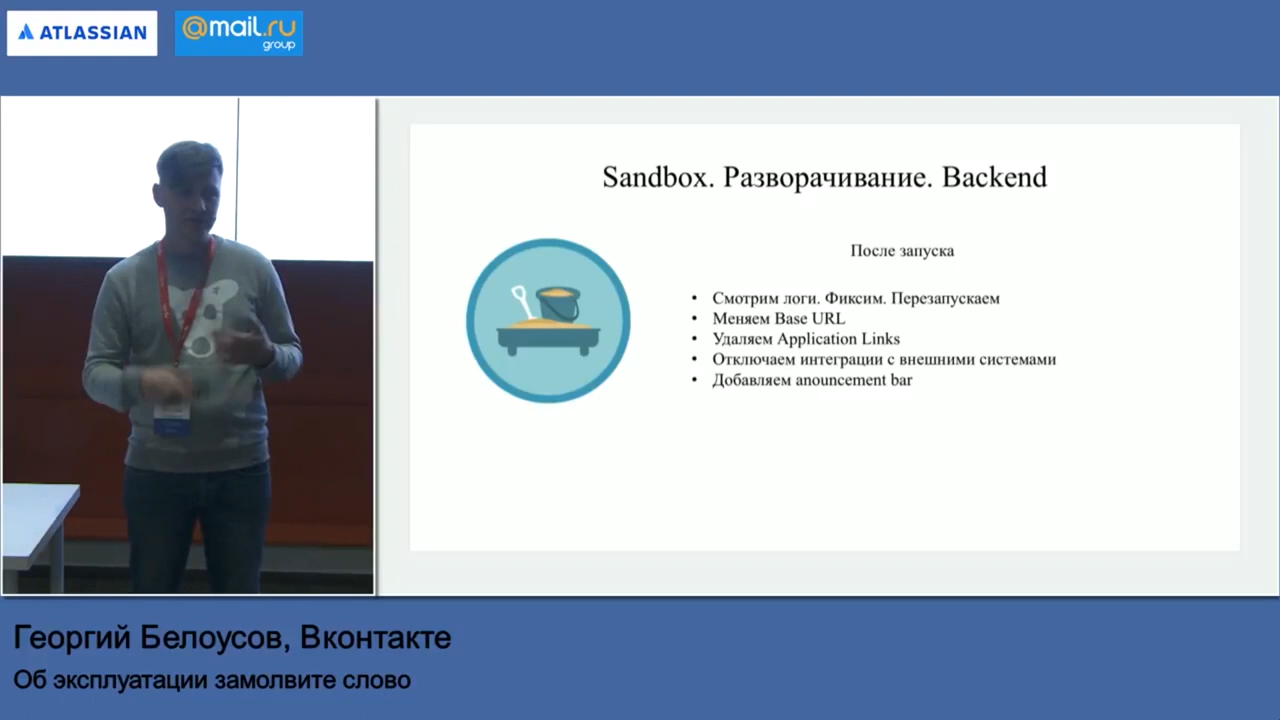 ATLASSIAN
@mail.ru
group
Sandbox. Разворачивание. Backend
После запуска
• Смотрим логи. Фиксим. Перезапускаем
• Меняем Base URL
• Удаляем Application Links
• Отключаем интеграции с внешними системами
• Добавляем anouncement bar
Георгий Белоусов, Вконтакте
Об эксплуатации замолвите слово